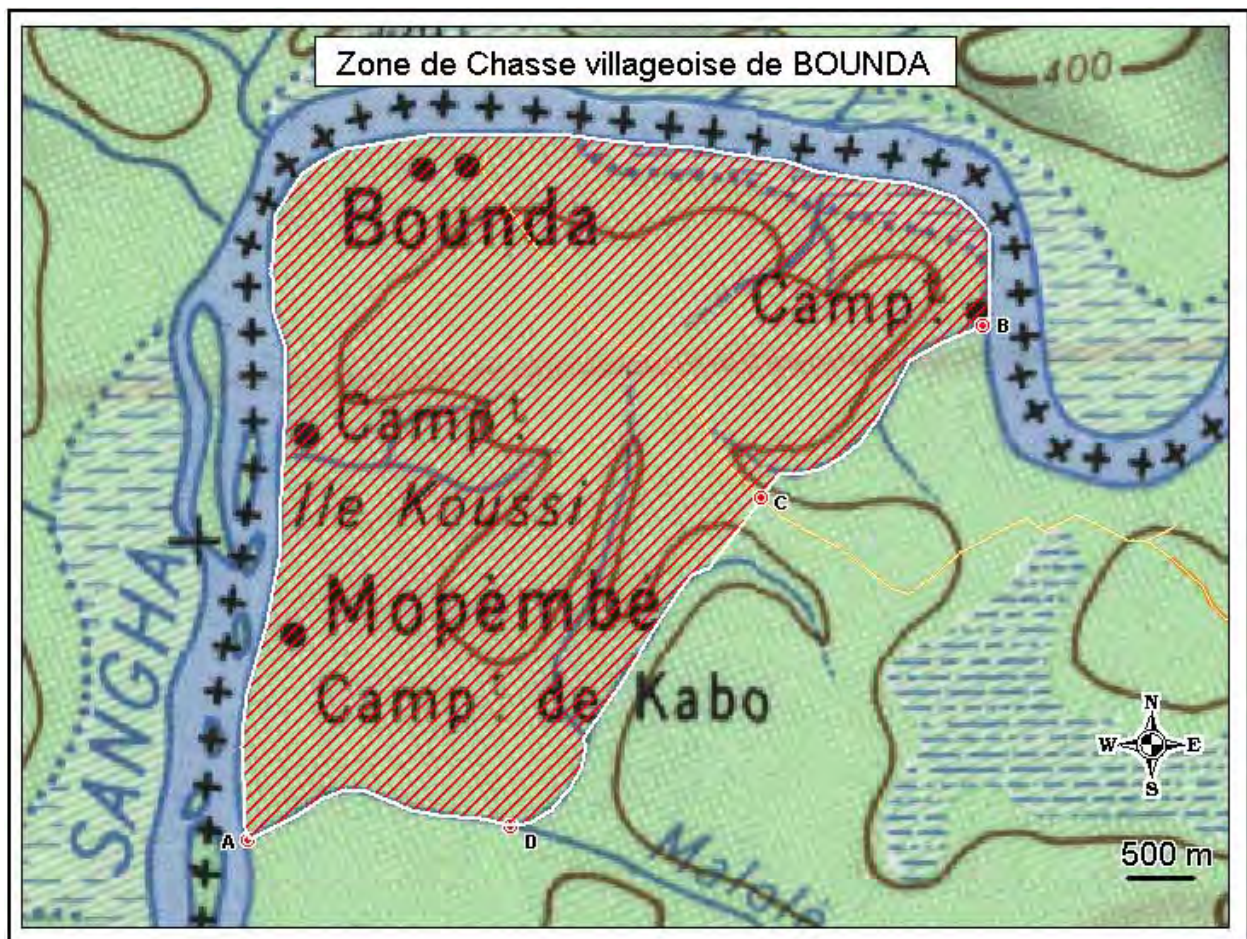 Zone de Chasse villageoise de BOUNDA
400
Bounda
Campt.
B
Campt.
Ile Koussi
C
SANGHA
Mopèmbé
Campt. de Kabo
N
W E
S
A
D
Malolé
500 m